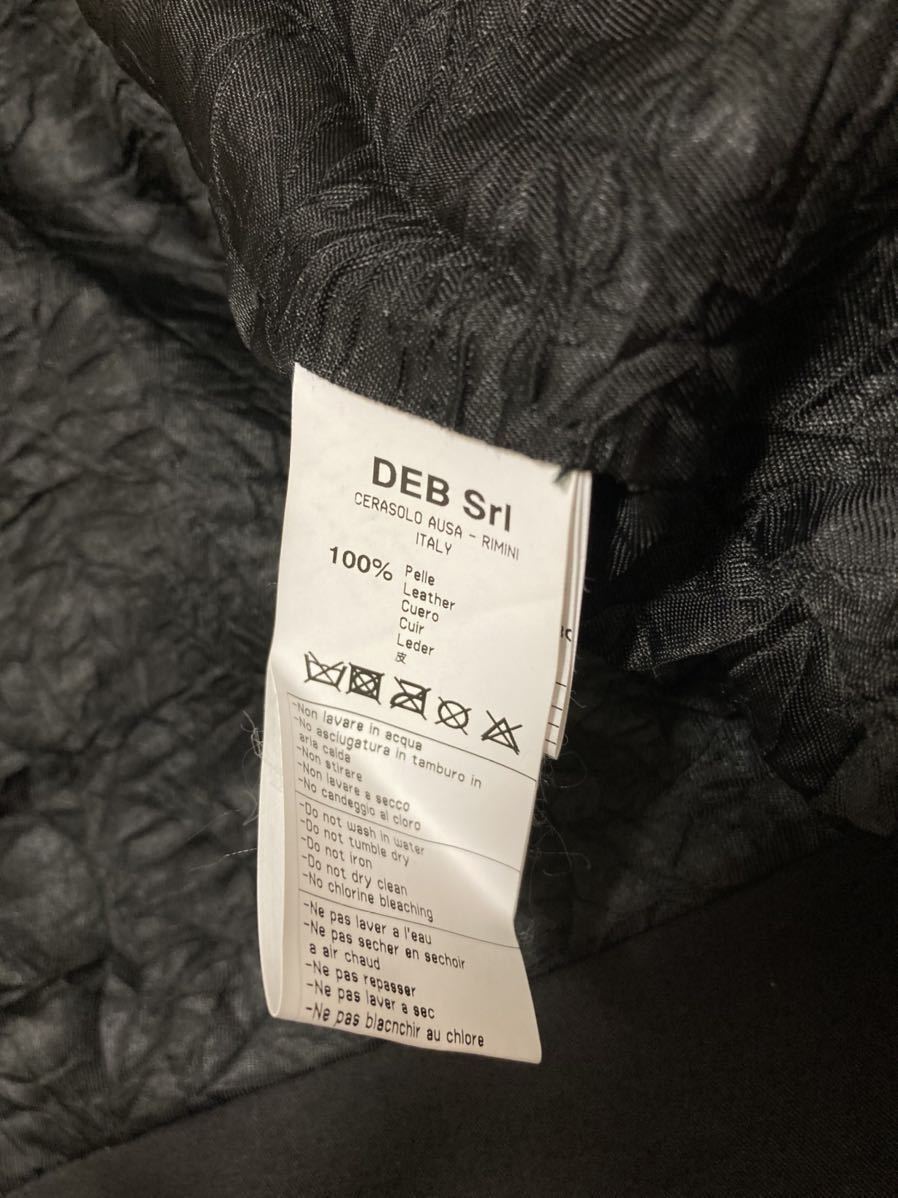 DEB Srl
CERASOLO AUSA - RIMINI
ITALY
100% Pelle
Leather
Cuero
Cuir
Leder
皮
-Non lavare in acqua
-No asciugatura in tamburo in
aria calda
-Non stirare
-Non lavare a secco
-No candeggio al cloro
-Do not wash in water
-Do not tumble dry
-Do not iron
-Do not dry clean
-No chlorine bleaching
-Ne pas laver a l'eau
-Ne pas secher en sechoir
a air chaud
-Ne pas repasser
-Ne pas laver a sec
-Ne pas blacnchir au chlore